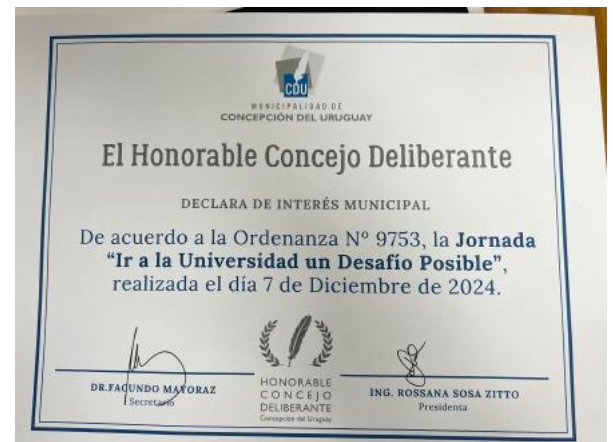 CDU
MUNICIPALIDAD DE
CONCEPCIÓN DEL URUGUAY
El Honorable Concejo Deliberante
DECLARA DE INTERÉS MUNICIPAL
De acuerdo a la Ordenanza Nº 9753, la Jornada
“Ir a la Universidad un Desafío Posible”,
realizada el día 7 de Diciembre de 2024.
DR.FACUNDO MAYORAZ
Secretario
HONORABLE
CONCEJO
DELIBERANTE
Concepción del Uruguay
ING. ROSSANA SOSA ZITTO
Presidenta